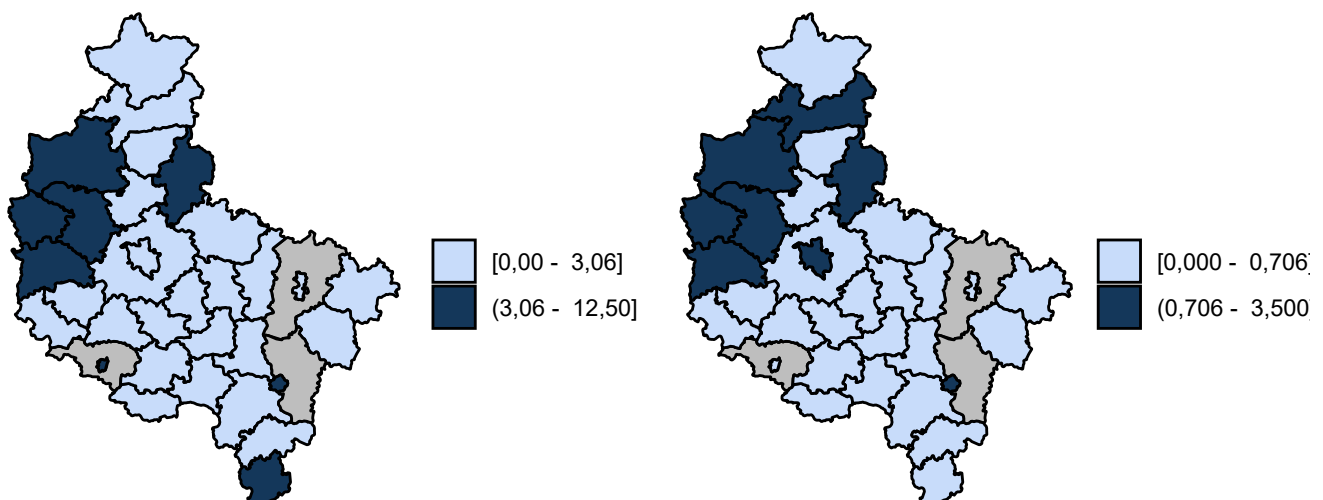 [0,00 - 3,06]
(3,06 - 12,50]
[0,000 - 0,706]
(0,706 - 3,500]